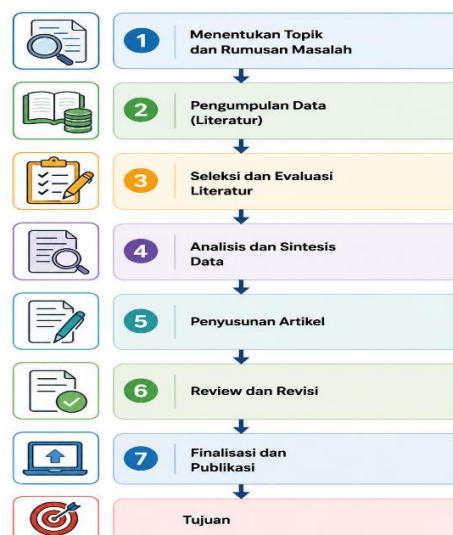 1
Menentukan Topik
dan Rumusan Masalah
2
Pengumpulan Data
(Literatur)
3
Seleksi dan Evaluasi
Literatur
4
Analisis dan Sintesis
Data
5
Penyusunan Artikel
6
Review dan Revisi
7
Finalisasi dan
Publikasi
Tujuan